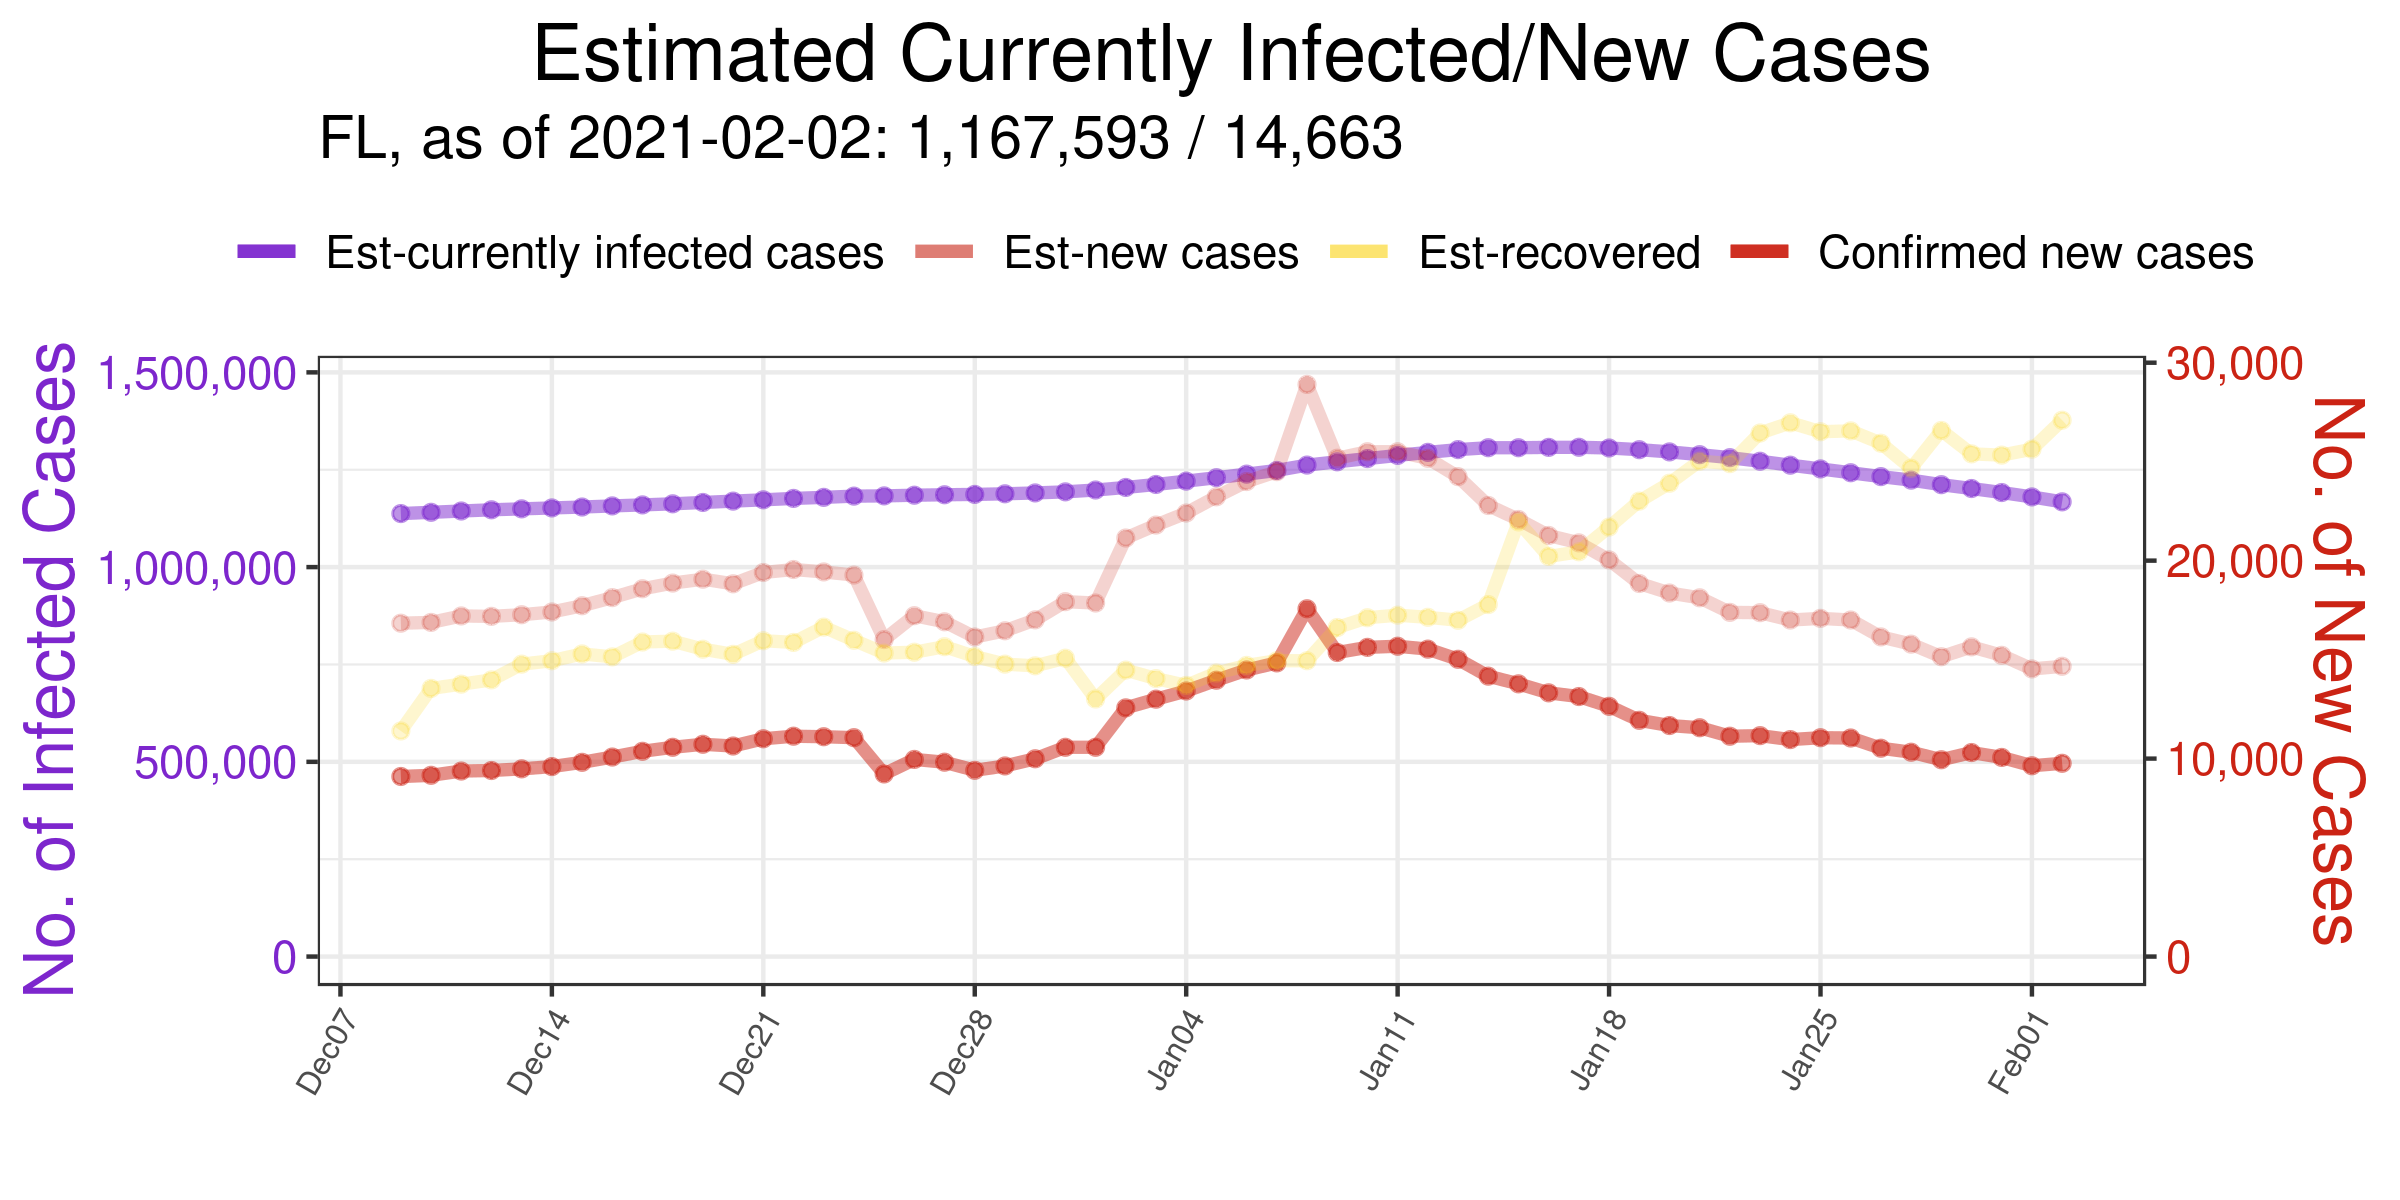 Estimated Currently Infected/New Cases
FL, as of 2021-02-02: 1,167,593 / 14,663
Est-currently infected cases Est-new cases Est-recovered Confirmed new cases
No. of Infected Cases
1,500,000
1,000,000
500,000
0
30,000
20,000
10,000
0
No. of New Cases
Dec07 Dec14 Dec21 Dec28 Jan04 Jan11 Jan18 Jan25 Feb01